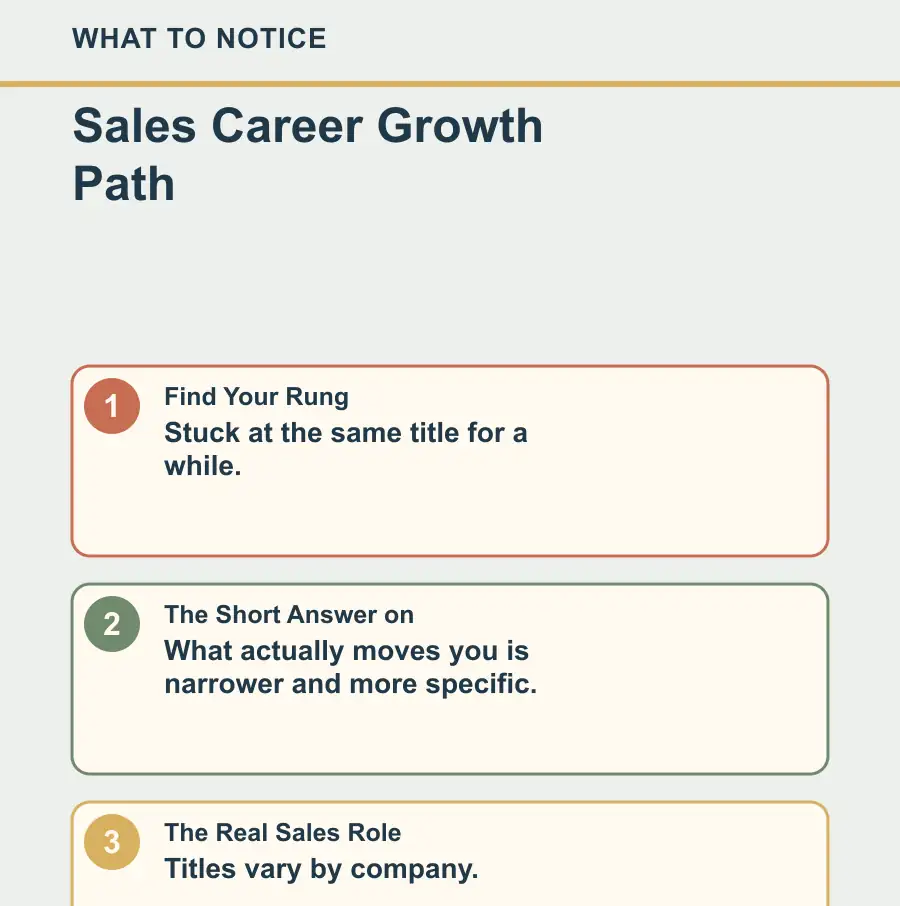 WHAT TO NOTICE
Sales Career Growth
Path
1
Find Your Rung
Stuck at the same title for a
while.
2
The Short Answer on
What actually moves you is
narrower and more specific.
3
The Real Sales Role
Titles vary by company.